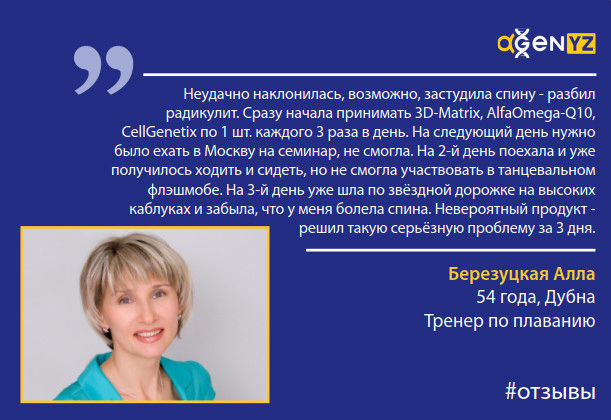 αGenYZ
Неудачно наклонилась, возможно, застудила спину - разбил
радикулит. Сразу начала принимать 3D-Matrix, AlfaOmega-Q10,
CellGenetix по 1 шт. каждого 3 раза в день. На следующий день нужно
было ехать в Москву на семинар, не смогла. На 2-й день поехала и уже
получилось ходить и сидеть, но не смогла участвовать в танцевальном
флэшмобе. На 3-й день уже шла по звёздной дорожке на высоких
каблуках и забыла, что у меня болела спина. Невероятный продукт -
решил такую серьёзную проблему за 3 дня.
Березуцкая Алла
54 года, Дубна
Тренер по плаванию
#отзывы